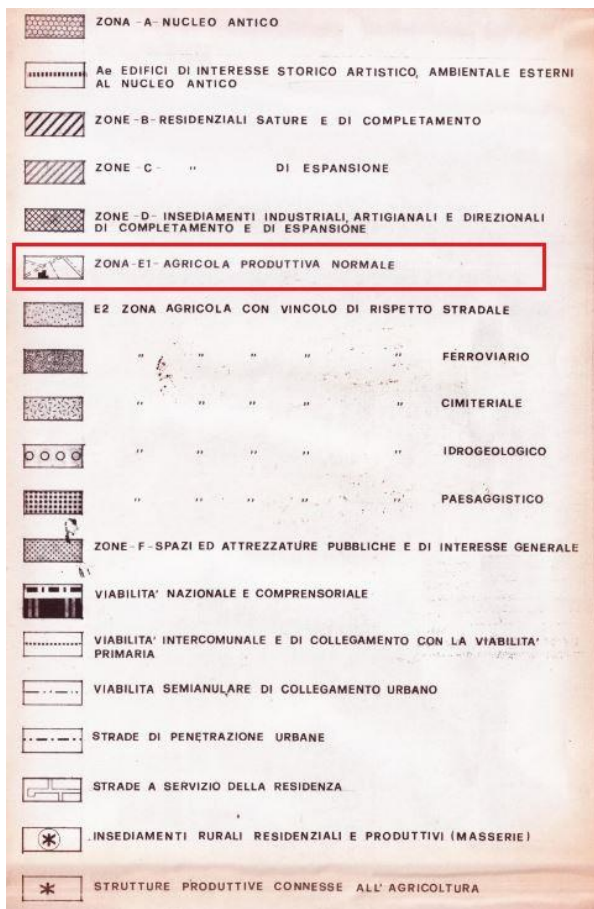 ZONA -A- NUCLEO ANTICO
Ae EDIFICI DI INTERESSE STORICO ARTISTICO, AMBIENTALE ESTERNI
AL NUCLEO ANTICO
ZONE -B- RESIDENZIALI SATURE E DI COMPLETAMENTO
ZONE -C- " DI ESPANSIONE
ZONE -D- INSEDIAMENTI INDUSTRIALI, ARTIGIANALI E DIREZIONALI
DI COMPLETAMENTO E DI ESPANSIONE
ZONA-E1- AGRICOLA PRODUTTIVA NORMALE
E2 ZONA AGRICOLA CON VINCOLO DI RISPETTO STRADALE
" " " " " FERROVIARIO
" " " " " CIMITERIALE
" " " " " IDROGEOLOGICO
" " " " " PAESAGGISTICO
ZONE-F-SPAZI ED ATTREZZATURE PUBBLICHE E DI INTERESSE GENERALE
VIABILITA' NAZIONALE E COMPRENSORIALE
VIABILITA' INTERCOMUNALE E DI COLLEGAMENTO CON LA VIABILITA'
PRIMARIA
VIABILITA SEMIANULARE DI COLLEGAMENTO URBANO
STRADE DI PENETRAZIONE URBANE
STRADE A SERVIZIO DELLA RESIDENZA
INSEDIAMENTI RURALI RESIDENZIALI E PRODUTTIVI (MASSERIE)
STRUTTURE PRODUTTIVE CONNESSE ALL' AGRICOLTURA